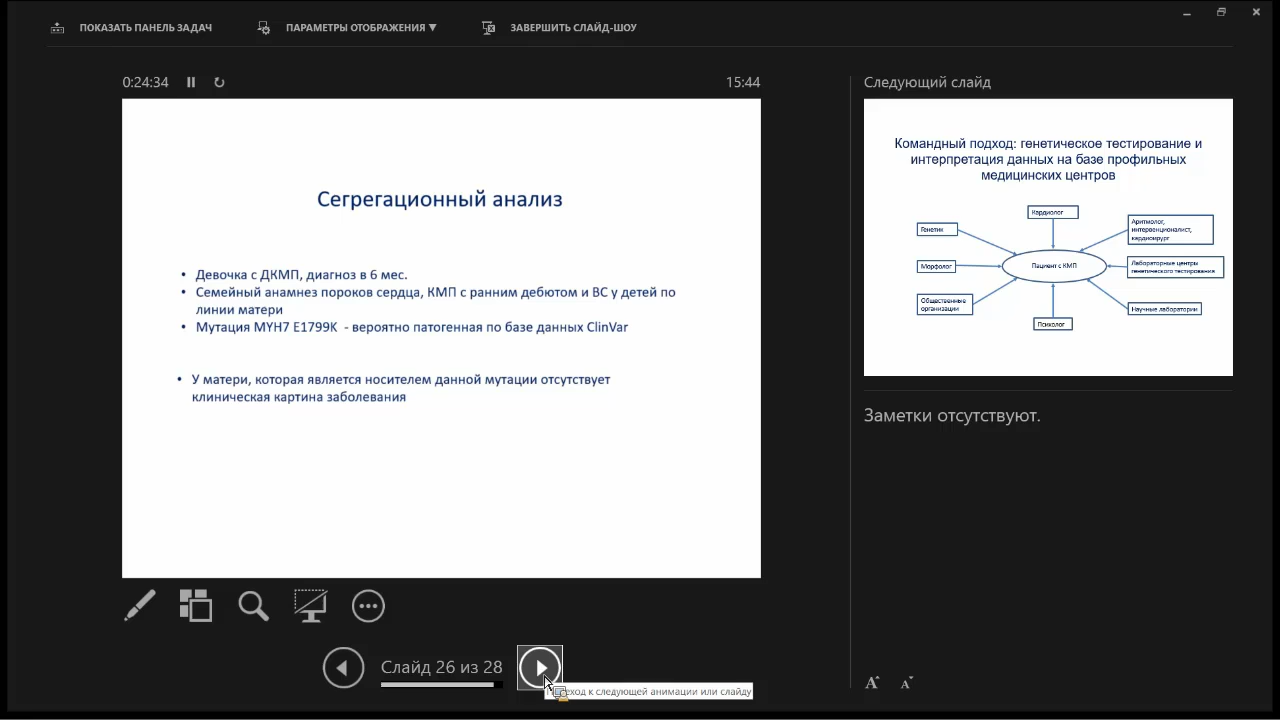 ПОКАЗАТЬ ПАНЕЛЬ ЗАДАЧ
ПАРАМЕТРЫ ОТОБРАЖЕНИЯ ▼
ЗАВЕРШИТЬ СЛАЙД-ШОУ
0:24:34
15:44
Сегрегационный анализ
• Девочка с ДКМП, диагноз в 6 мес.
• Семейный анамнез пороков сердца, КМП с ранним дебютом и ВС у детей по
линии матери
• Мутация MYH7 E1799K - вероятно патогенная по базе данных ClinVar
• У матери, которая является носителем данной мутации отсутствует
клиническая картина заболевания
Слайд 26 из 28
ход к следующей анимации или слайду
Следующий слайд
Командный подход: генетическое тестирование и
интерпретация данных на базе профильных
медицинских центров
Кардиолог
Генетик
Аритмолог,
интервенционалист,
кардиохирург
Морфолог
Пациент с КМП
Лабораторные центры
генетического тестирования
Общественные
организации
Научные лаборатории
Психолог
Заметки отсутствуют.
A
A